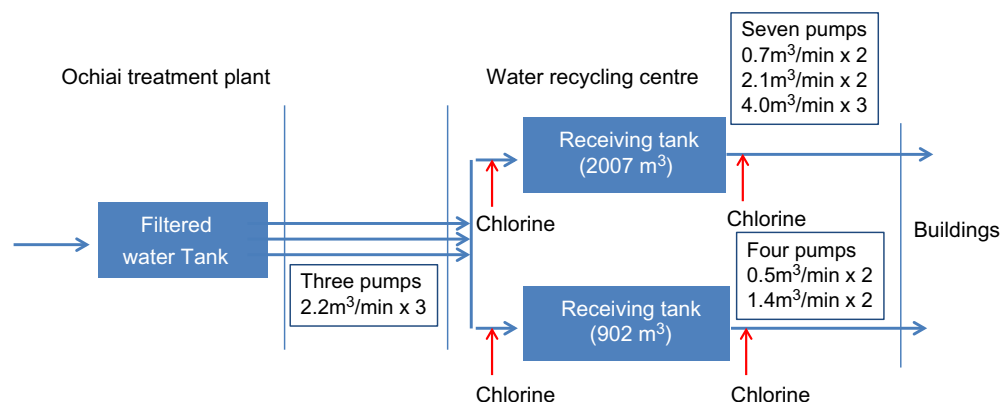 Ochiai treatment plant
Water recycling centre
Seven pumps
0.7m³/min x 2
2.1m³/min x 2
4.0m³/min x 3
Receiving tank
(2007 m³)
Chlorine
Chlorine
Filtered
water Tank
Three pumps
2.2m³/min x 3
Four pumps
0.5m³/min x 2
1.4m³/min x 2
Buildings
Receiving tank
(902 m³)
Chlorine
Chlorine